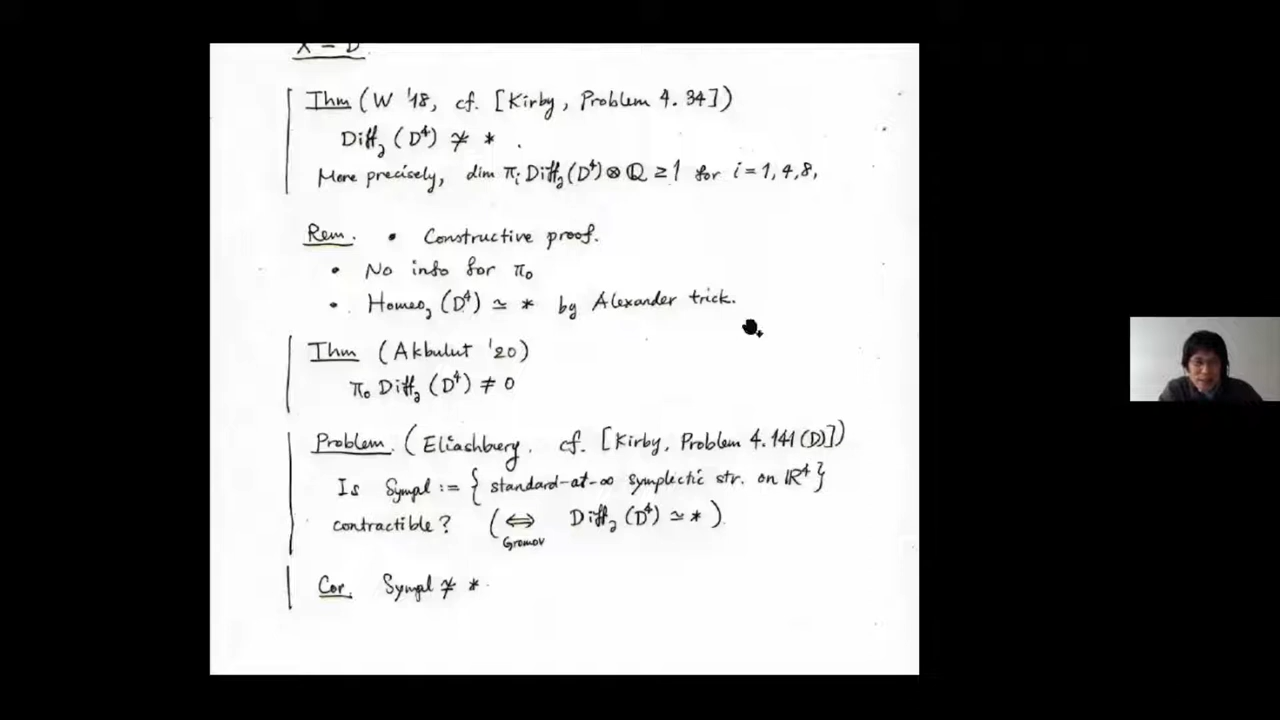 X = D
Thm (W '18, cf. [Kirby, Problem 4.34])
Diff∂(D⁴) ≄ * .
More precisely, dim πᵢ Diff∂(D⁴)⊗ℚ ≥ 1 for i = 1, 4, 8,
Rem. • Constructive proof.
• No info for π₀
• Homeo∂(D⁴) ≃ * by Alexander trick.
Thm (Akbulut '20)
π₀ Diff∂(D⁴) ≠ 0
Problem. (Eliashberg. cf. [Kirby, Problem 4.141(D)])
Is Sympl := { standard-at-∞ symplectic str. on ℝ⁴ }
contractible? ( ⇔ Diff∂(D⁴) ≃ * ).
Gromov
Cor. Sympl ≄ * .